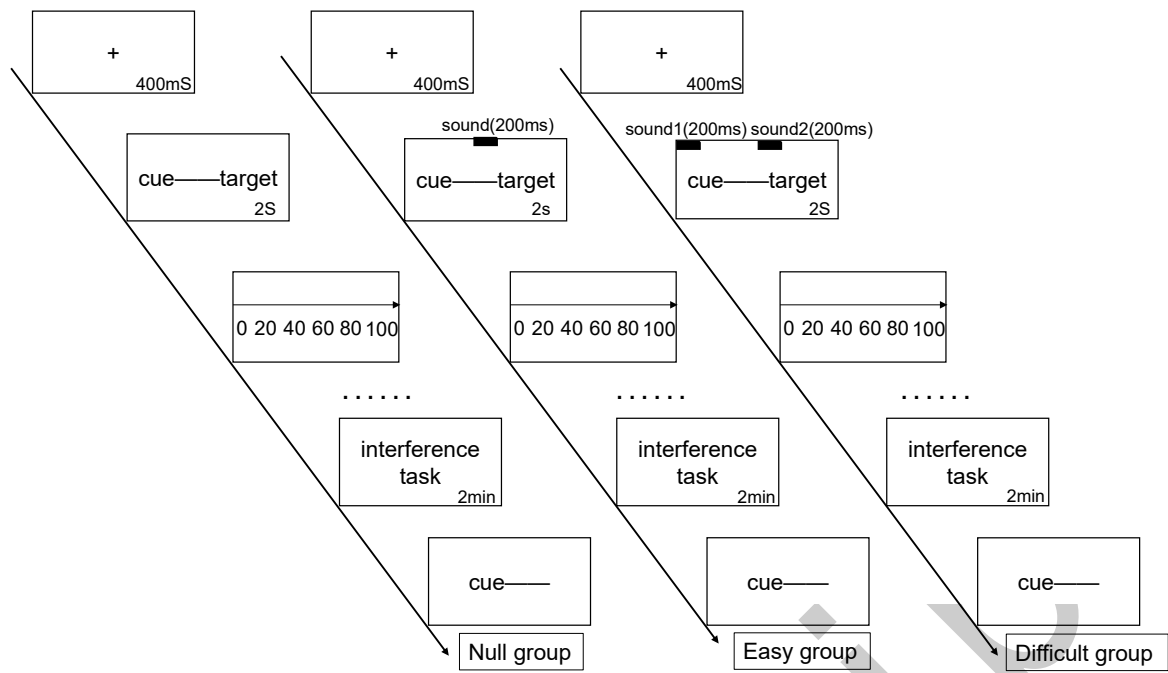 +
400mS
cue——target
2S
0 20 40 60 80 100
......
interference
task
2min
cue——
Null group
+
400mS
sound(200ms)
cue——target
2s
0 20 40 60 80 100
......
interference
task
2min
cue——
Easy group
+
400mS
sound1(200ms) sound2(200ms)
cue——target
2S
0 20 40 60 80 100
......
interference
task
2min
cue——
Difficult group